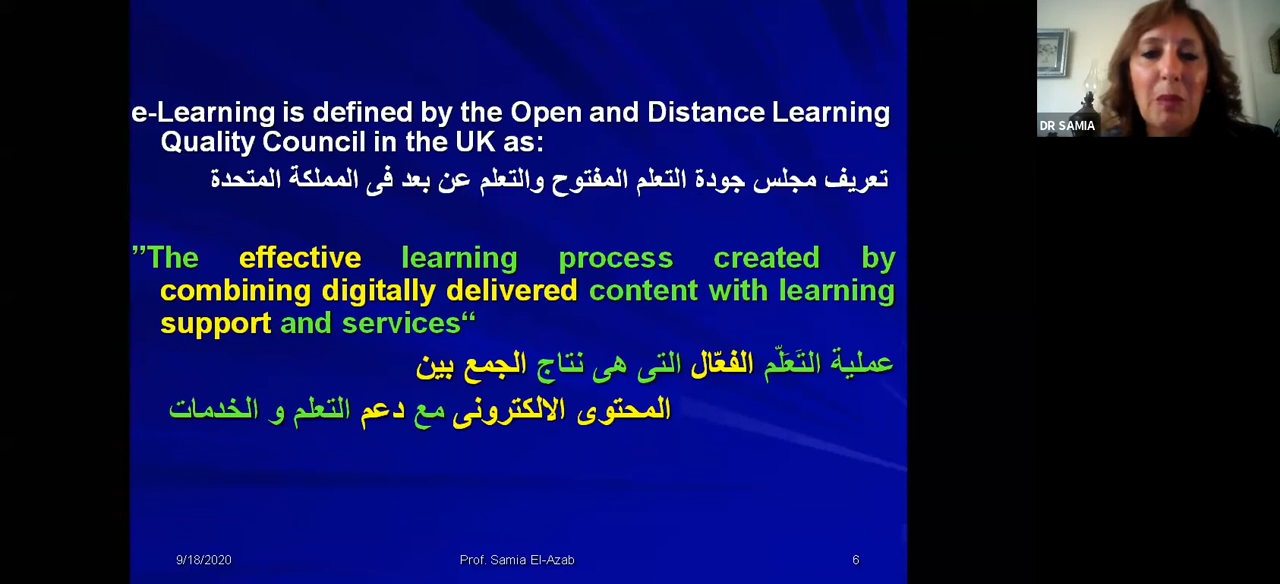 e-Learning is defined by the Open and Distance Learning
Quality Council in the UK as:
تعريف مجلس جودة التعلم المفتوح والتعلم عن بعد فى المملكة المتحدة
”The effective learning process created by
combining digitally delivered content with learning
support and services“
عملية التَعَلّم الفعّال التى هى نتاج الجمع بين
المحتوى الالكترونى مع دعم التعلم و الخدمات
9/18/2020 Prof. Samia El-Azab 6
DR SAMIA